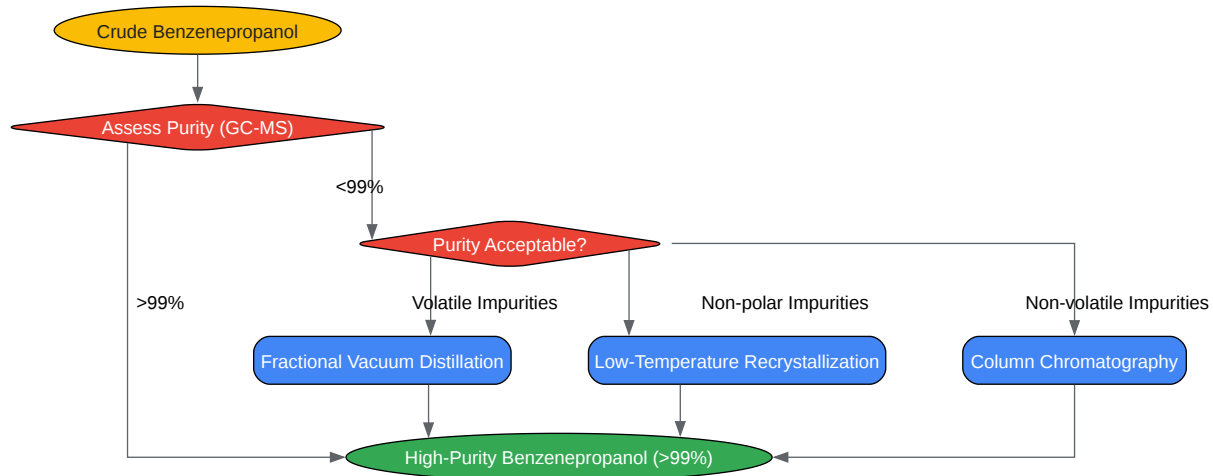 Crude Benzenepropanol
Assess Purity (GC-MS)
<99%
Purity Acceptable?
>99%
Volatile Impurities
Non-polar Impurities
Non-volatile Impurities
Fractional Vacuum Distillation
Low-Temperature Recrystallization
Column Chromatography
High-Purity Benzenepropanol (>99%)